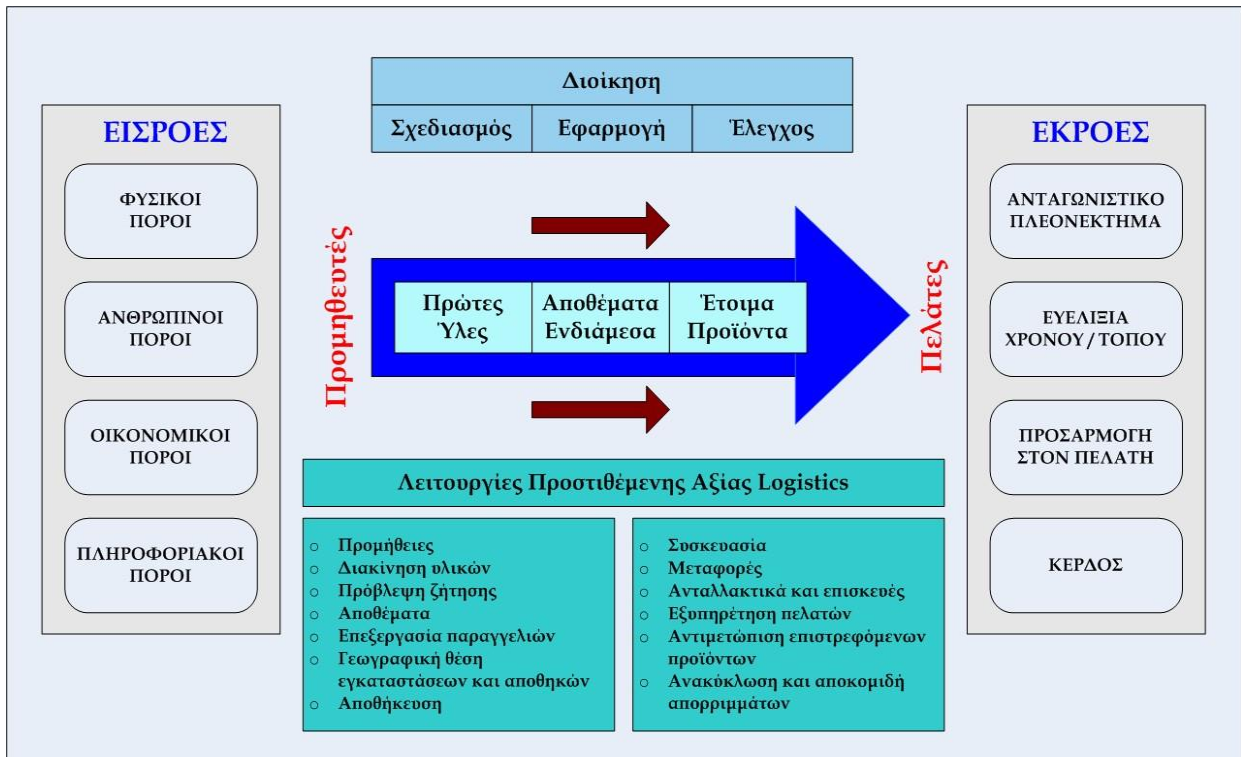 Διοίκηση
Σχεδιασμός
Εφαρμογή
Έλεγχος
ΕΙΣΡΟΕΣ
ΦΥΣΙΚΟΙ
ΠΟΡΟΙ
ΑΝΘΡΩΠΙΝΟΙ
ΠΟΡΟΙ
ΟΙΚΟΝΟΜΙΚΟΙ
ΠΟΡΟΙ
ΠΛΗΡΟΦΟΡΙΑΚΟΙ
ΠΟΡΟΙ
Προμηθευτές
Πρώτες
Ύλες
Αποθέματα
Ενδιάμεσα
Έτοιμα
Προϊόντα
Πελάτες
Λειτουργίες Προστιθέμενης Αξίας Logistics
○ Προμήθειες
○ Διακίνηση υλικών
○ Πρόβλεψη ζήτησης
○ Αποθέματα
○ Επεξεργασία παραγγελιών
○ Γεωγραφική θέση
εγκαταστάσεων και αποθηκών
○ Αποθήκευση
○ Συσκευασία
○ Μεταφορές
○ Ανταλλακτικά και επισκευές
○ Εξυπηρέτηση πελατών
○ Αντιμετώπιση επιστρεφόμενων
προϊόντων
○ Ανακύκλωση και αποκομιδή
απορριμμάτων
ΕΚΡΟΕΣ
ΑΝΤΑΓΩΝΙΣΤΙΚΟ
ΠΛΕΟΝΕΚΤΗΜΑ
ΕΥΕΛΙΞΙΑ
ΧΡΟΝΟΥ / ΤΟΠΟΥ
ΠΡΟΣΑΡΜΟΓΗ
ΣΤΟΝ ΠΕΛΑΤΗ
ΚΕΡΔΟΣ